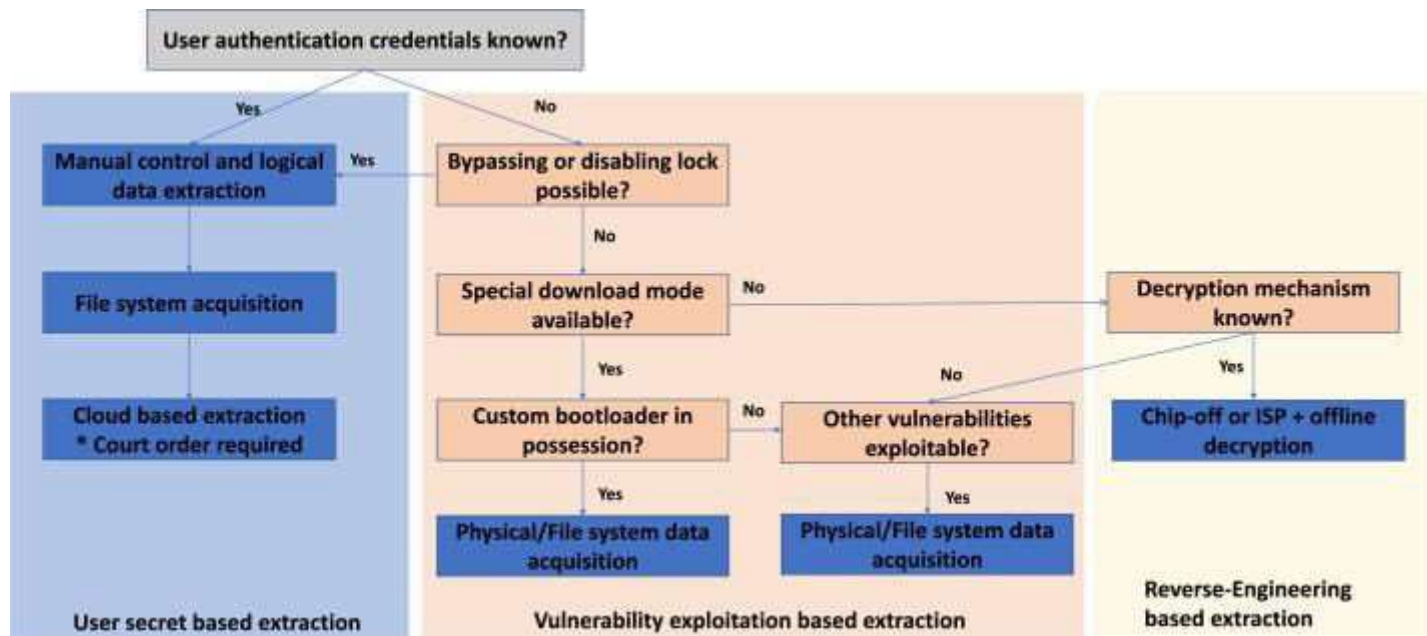 User authentication credentials known?
Yes
No
Manual control and logical
data extraction
Yes
Bypassing or disabling lock
possible?
No
File system acquisition
Special download mode
available?
No
Decryption mechanism
known?
Yes
No
Yes
Cloud based extraction
* Court order required
Custom bootloader in
possession?
No
Other vulnerabilities
exploitable?
Chip-off or ISP + offline
decryption
Yes
Yes
Physical/File system data
acquisition
Physical/File system data
acquisition
User secret based extraction
Vulnerability exploitation based extraction
Reverse-Engineering
based extraction